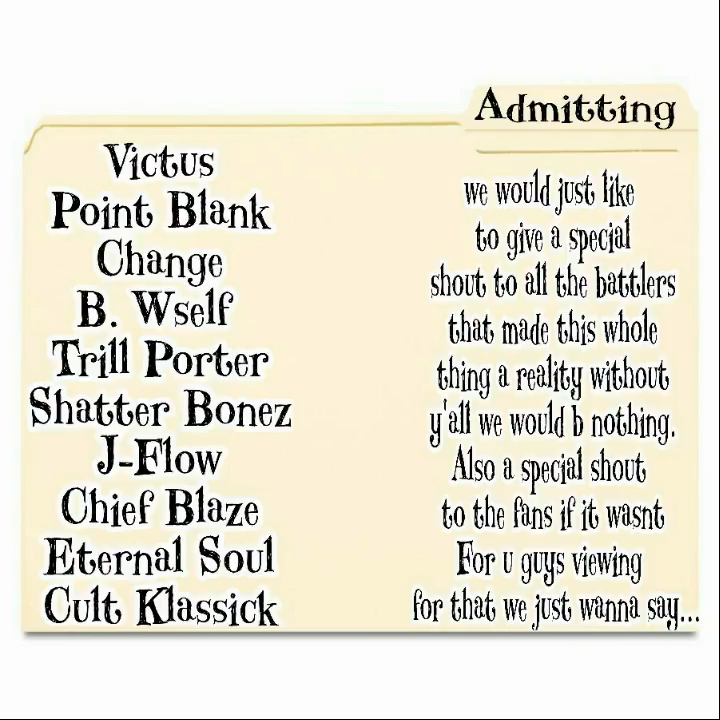 Admitting
Victus
Point Blank
Change
B. Wself
Trill Porter
Shatter Bonez
J-Flow
Chief Blaze
Eternal Soul
Cult Klassick
we would just like
to give a special
shout to all the battlers
that made this whole
thing a reality without
y'all we would b nothing.
Also a special shout
to the fans if it wasnt
For u guys viewing
for that we just wanna say...